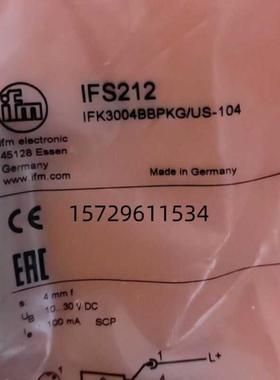 ifm
IFS212
IFK3004BBPKG/US-104
ifm electronic
45128 Essen
Germany
www.ifm.com
Made in Germany
CE
15729611534
EAC
s: 4 mm f
UB 10...30 V DC
I: 100 mA SCP
L+